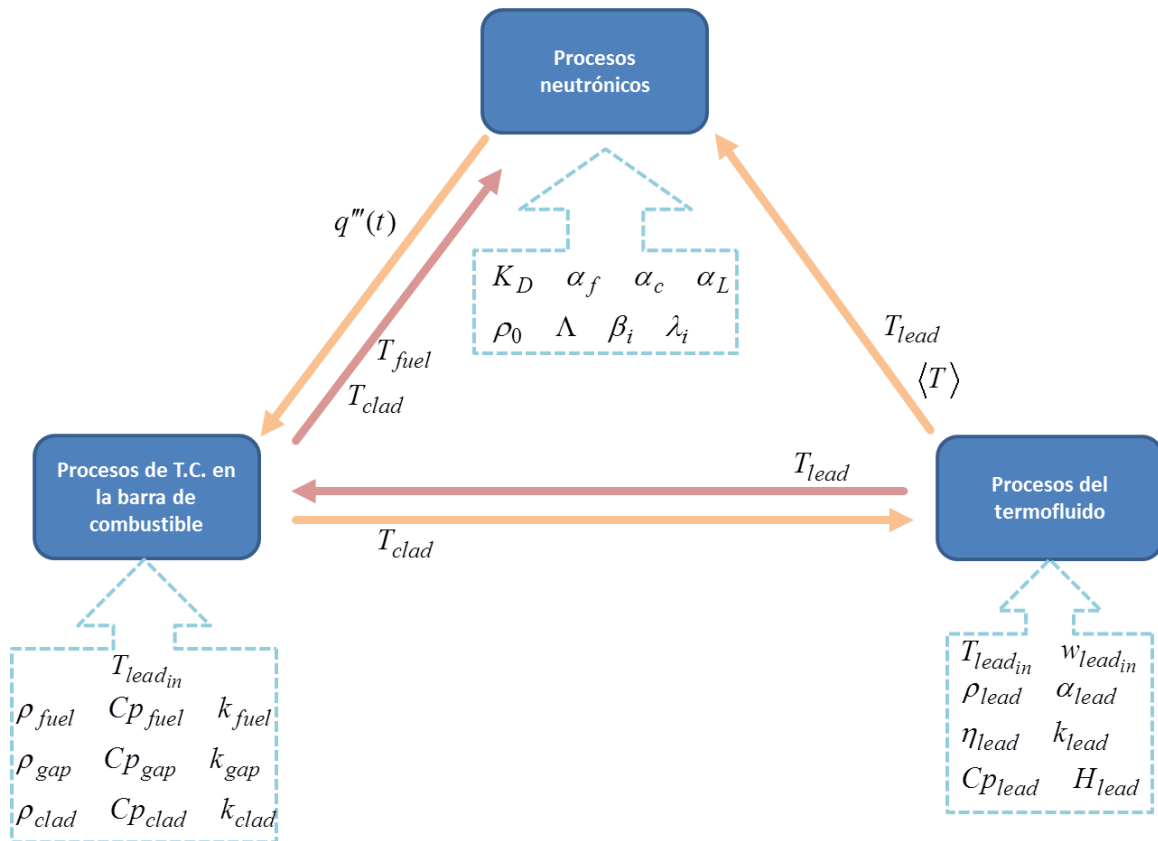 Procesos
neutrónicos
q‴(t)
K_D α_f α_c α_L
ρ_0 Λ β_i λ_i
T_fuel
T_clad
T_lead
⟨T⟩
Procesos de T.C. en
la barra de
combustible
T_lead
T_clad
Procesos del
termofluido
T_lead_in
ρ_fuel Cp_fuel k_fuel
ρ_gap Cp_gap k_gap
ρ_clad Cp_clad k_clad
T_lead_in w_lead_in
ρ_lead α_lead
η_lead k_lead
Cp_lead H_lead